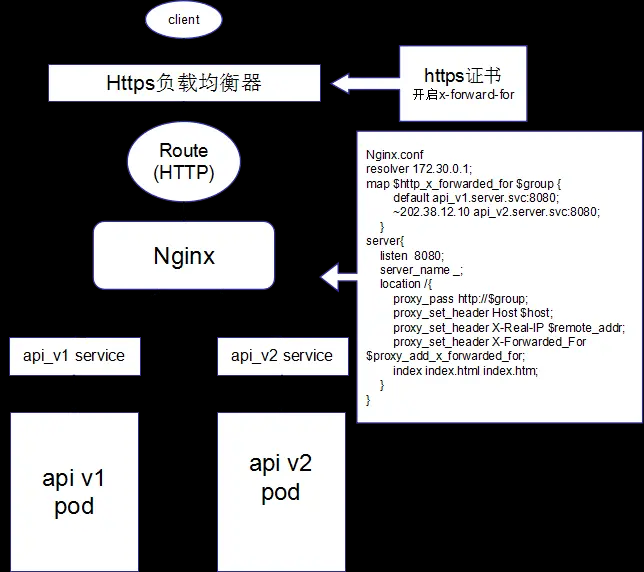 client
Https负载均衡器
https证书
开启x-forward-for
Route
(HTTP)
Nginx
Nginx.conf
resolver 172.30.0.1;
map $http_x_forwarded_for $group {
default api_v1.server.svc:8080;
~202.38.12.10 api_v2.server.svc:8080;
}
server{
listen 8080;
server_name _;
location /{
proxy_pass http://$group;
proxy_set_header Host $host;
proxy_set_header X-Real-IP $remote_addr;
proxy_set_header X-Forwarded_For
$proxy_add_x_forwarded_for;
index index.html index.htm;
}
}
api_v1 service
api_v2 service
api v1
pod
api v2
pod